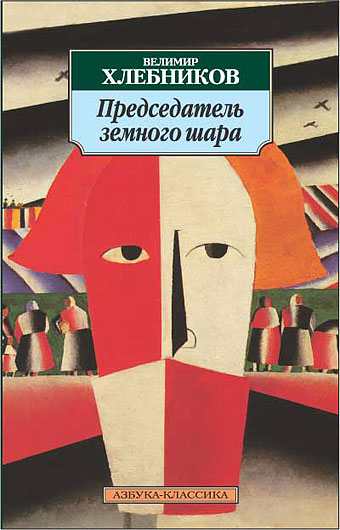 ВЕЛИМИР
ХЛЕБНИКОВ
Председатель
земного шара
АЗБУКА-КЛАССИКА